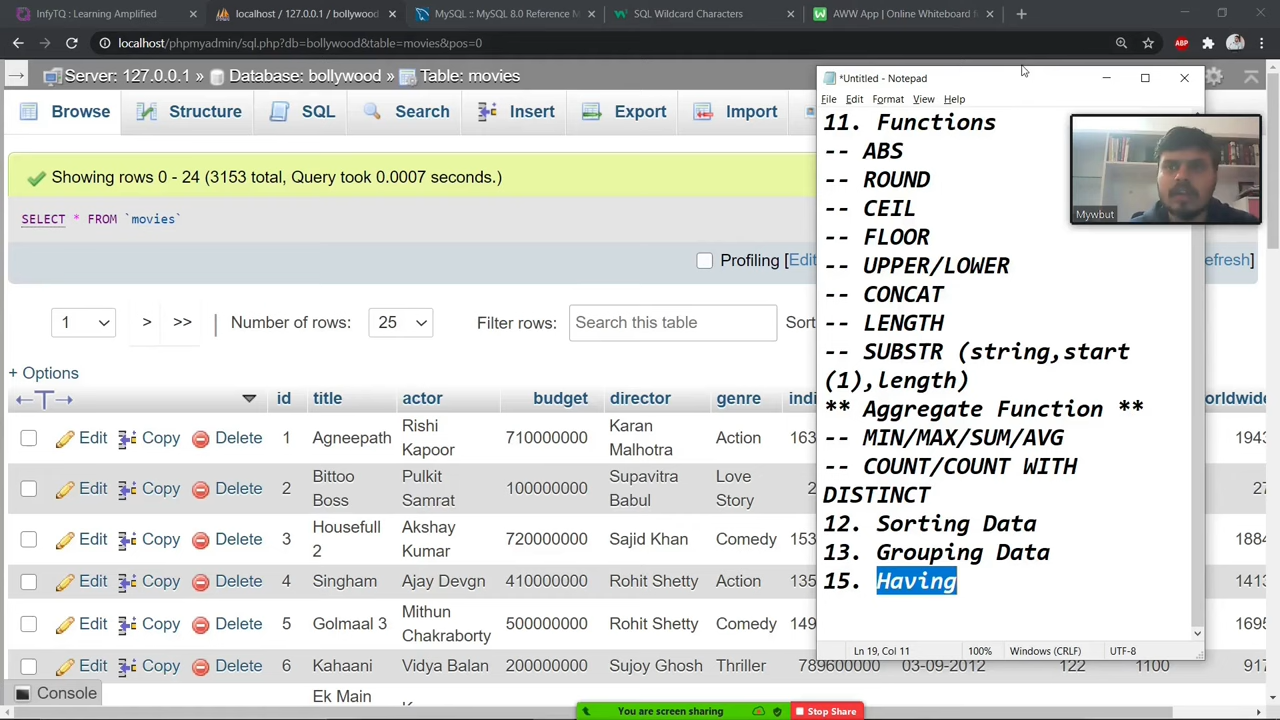 InfyTQ : Learning Amplified
localhost / 127.0.0.1 / bollywood
MySQL :: MySQL 8.0 Reference M
SQL Wildcard Characters
AWW App | Online Whiteboard f
localhost/phpmyadmin/sql.php?db=bollywood&table=movies&pos=0
ABP
Server: 127.0.0.1 » Database: bollywood » Table: movies
Browse Structure SQL Search Insert Export Import
Showing rows 0 - 24 (3153 total, Query took 0.0007 seconds.)
SELECT * FROM `movies`
Profiling [Edi
efresh]
1 > >> Number of rows: 25 Filter rows: Search this table Sort
+ Options
id title actor budget director genre indi
orldwide
Edit Copy Delete 1 Agneepath Rishi Kapoor 710000000 Karan Malhotra Action 163
1943
Edit Copy Delete 2 Bittoo Boss Pulkit Samrat 100000000 Supavitra Babul Love Story 2
27
Edit Copy Delete 3 Housefull 2 Akshay Kumar 720000000 Sajid Khan Comedy 153
1884
Edit Copy Delete 4 Singham Ajay Devgn 410000000 Rohit Shetty Action 135
1413
Edit Copy Delete 5 Golmaal 3 Mithun Chakraborty 500000000 Rohit Shetty Comedy 149
1695
Edit Copy Delete 6 Kahaani Vidya Balan 200000000 Sujoy Ghosh Thriller 789600000 03-09-2012 122 1100 917
Ek Main
Console
*Untitled - Notepad
File Edit Format View Help
11. Functions
-- ABS
-- ROUND
-- CEIL
-- FLOOR
-- UPPER/LOWER
-- CONCAT
-- LENGTH
-- SUBSTR (string,start
(1),length)
** Aggregate Function **
-- MIN/MAX/SUM/AVG
-- COUNT/COUNT WITH
DISTINCT
12. Sorting Data
13. Grouping Data
15. Having
Ln 19, Col 11 100% Windows (CRLF) UTF-8
Mywbut
You are screen sharing Stop Share